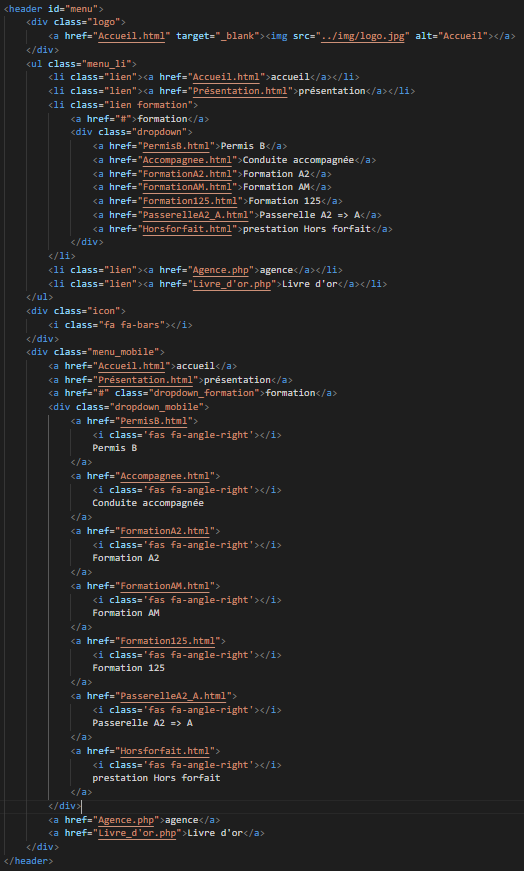 <header id="menu">
<div class="logo">
<a href="Accueil.html" target="_blank"><img src="../img/logo.jpg" alt="Accueil"></a>
</div>
<ul class="menu_li">
<li class="lien"><a href="Accueil.html">accueil</a></li>
<li class="lien"><a href="Présentation.html">présentation</a></li>
<li class="lien formation">
<a href="#">formation</a>
<div class="dropdown">
<a href="PermisB.html">Permis B</a>
<a href="Accompagnee.html">Conduite accompagnée</a>
<a href="FormationA2.html">Formation A2</a>
<a href="FormationAM.html">Formation AM</a>
<a href="Formation125.html">Formation 125</a>
<a href="PasserelleA2_A.html">Passerelle A2 => A</a>
<a href="Horsforfait.html">prestation Hors forfait</a>
</div>
</li>
<li class="lien"><a href="Agence.php">agence</a></li>
<li class="lien"><a href="Livre_d'or.php">Livre d'or</a></li>
</ul>
<div class="icon">
<i class="fa fa-bars"></i>
</div>
<div class="menu_mobile">
<a href="Accueil.html">accueil</a>
<a href="Présentation.html">présentation</a>
<a href="#" class="dropdown_formation">formation</a>
<div class="dropdown_mobile">
<a href="PermisB.html">
<i class='fas fa-angle-right'></i>
Permis B
</a>
<a href="Accompagnee.html">
<i class='fas fa-angle-right'></i>
Conduite accompagnée
</a>
<a href="FormationA2.html">
<i class='fas fa-angle-right'></i>
Formation A2
</a>
<a href="FormationAM.html">
<i class='fas fa-angle-right'></i>
Formation AM
</a>
<a href="Formation125.html">
<i class='fas fa-angle-right'></i>
Formation 125
</a>
<a href="PasserelleA2_A.html">
<i class='fas fa-angle-right'></i>
Passerelle A2 => A
</a>
<a href="Horsforfait.html">
<i class='fas fa-angle-right'></i>
prestation Hors forfait
</a>
</div>
<a href="Agence.php">agence</a>
<a href="Livre_d'or.php">Livre d'or</a>
</div>
</header>